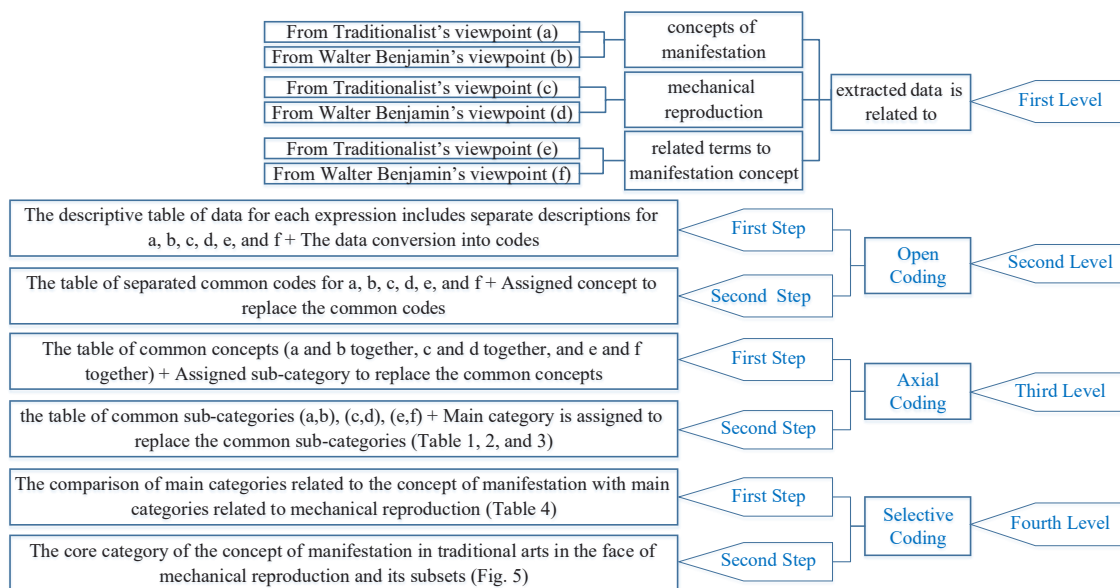 From Traditionalist's viewpoint (a)
From Walter Benjamin's viewpoint (b)
concepts of
manifestation
From Traditionalist's viewpoint (c)
From Walter Benjamin's viewpoint (d)
mechanical
reproduction
extracted data is
related to
First Level
From Traditionalist's viewpoint (e)
From Walter Benjamin's viewpoint (f)
related terms to
manifestation concept
The descriptive table of data for each expression includes separate descriptions for
a, b, c, d, e, and f + The data conversion into codes
First Step
The table of separated common codes for a, b, c, d, e, and f + Assigned concept to
replace the common codes
Second Step
Open
Coding
Second Level
The table of common concepts (a and b together, c and d together, and e and f
together) + Assigned sub-category to replace the common concepts
First Step
the table of common sub-categories (a,b), (c,d), (e,f) + Main category is assigned to
replace the common sub-categories (Table 1, 2, and 3)
Second Step
Axial
Coding
Third Level
The comparison of main categories related to the concept of manifestation with main
categories related to mechanical reproduction (Table 4)
First Step
The core category of the concept of manifestation in traditional arts in the face of
mechanical reproduction and its subsets (Fig. 5)
Second Step
Selective
Coding
Fourth Level